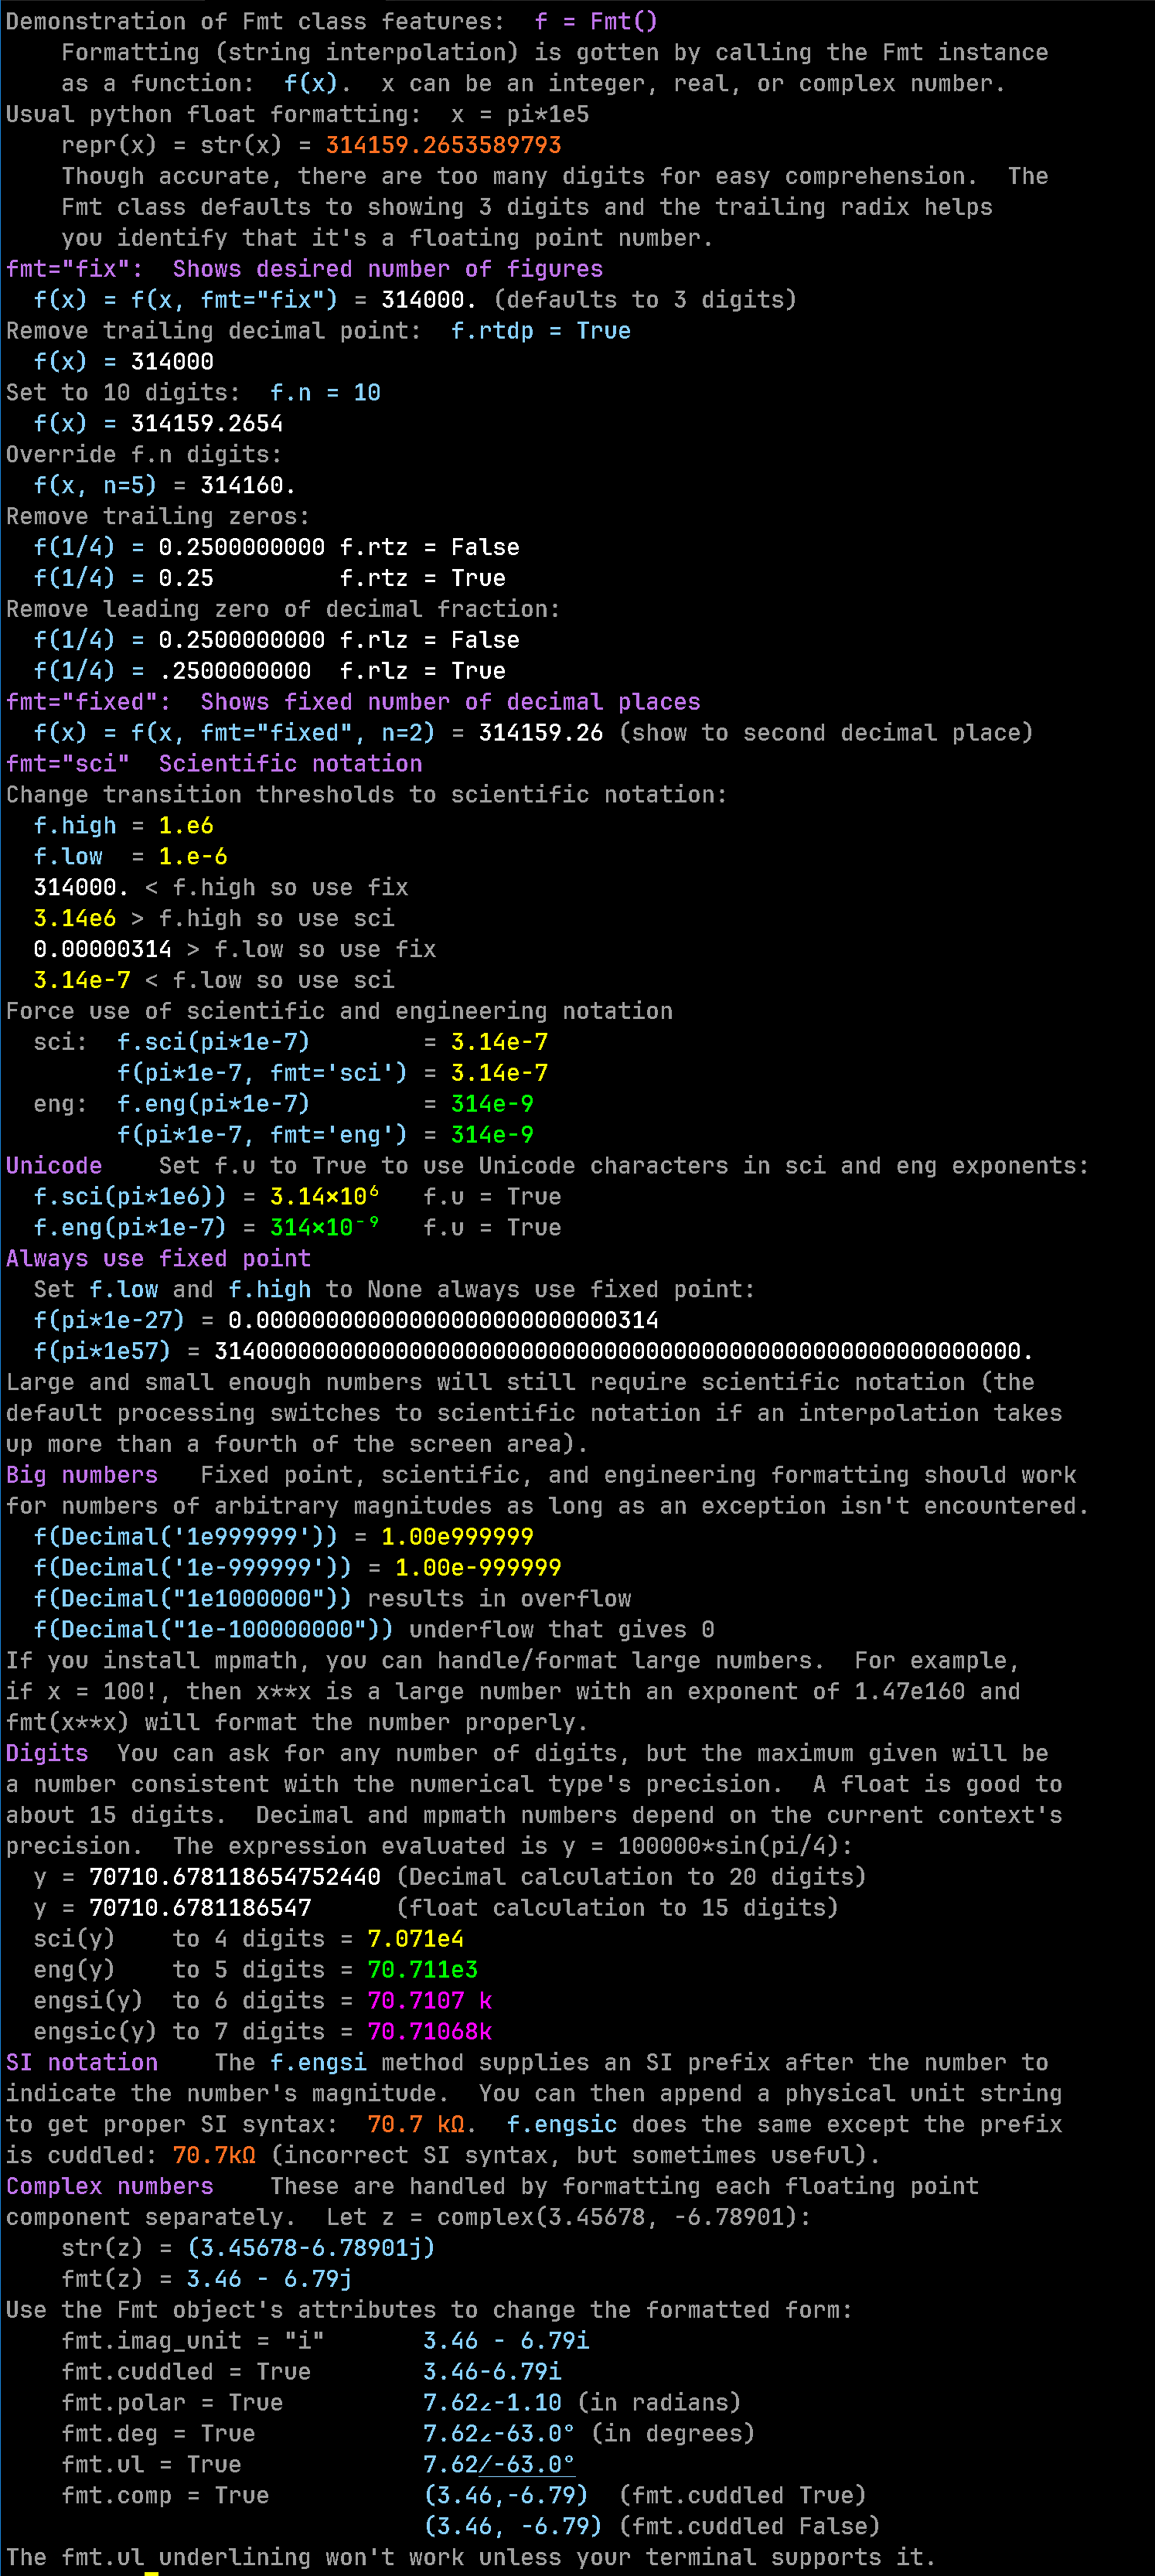 Demonstration of Fmt class features:  f = Fmt()
    Formatting (string interpolation) is gotten by calling the Fmt instance
    as a function:  f(x).  x can be an integer, real, or complex number.
Usual python float formatting:  x = pi*1e5
    repr(x) = str(x) = 314159.2653589793
    Though accurate, there are too many digits for easy comprehension.  The
    Fmt class defaults to showing 3 digits and the trailing radix helps
    you identify that it's a floating point number.
fmt="fix":  Shows desired number of figures
  f(x) = f(x, fmt="fix") = 314000. (defaults to 3 digits)
Remove trailing decimal point:  f.rtdp = True
  f(x) = 314000
Set to 10 digits:  f.n = 10
  f(x) = 314159.2654
Override f.n digits:
  f(x, n=5) = 314160.
Remove trailing zeros:
  f(1/4) = 0.2500000000 f.rtz = False
  f(1/4) = 0.25         f.rtz = True
Remove leading zero of decimal fraction:
  f(1/4) = 0.2500000000 f.rlz = False
  f(1/4) = .2500000000  f.rlz = True
fmt="fixed":  Shows fixed number of decimal places
  f(x) = f(x, fmt="fixed", n=2) = 314159.26 (show to second decimal place)
fmt="sci"  Scientific notation
Change transition thresholds to scientific notation:
  f.high = 1.e6
  f.low  = 1.e-6
  314000. < f.high so use fix
  3.14e6 > f.high so use sci
  0.00000314 > f.low so use fix
  3.14e-7 < f.low so use sci
Force use of scientific and engineering notation
  sci:  f.sci(pi*1e-7)        = 3.14e-7
        f(pi*1e-7, fmt='sci') = 3.14e-7
  eng:  f.eng(pi*1e-7)        = 314e-9
        f(pi*1e-7, fmt='eng') = 314e-9
Unicode    Set f.u to True to use Unicode characters in sci and eng exponents:
  f.sci(pi*1e6)) = 3.14×10⁶   f.u = True
  f.eng(pi*1e-7) = 314×10⁻⁹   f.u = True
Always use fixed point
  Set f.low and f.high to None always use fixed point:
  f(pi*1e-27) = 0.00000000000000000000000000314
  f(pi*1e57) = 3140000000000000000000000000000000000000000000000000000000.
Large and small enough numbers will still require scientific notation (the
default processing switches to scientific notation if an interpolation takes
up more than a fourth of the screen area).
Big numbers   Fixed point, scientific, and engineering formatting should work
for numbers of arbitrary magnitudes as long as an exception isn't encountered.
  f(Decimal('1e999999')) = 1.00e999999
  f(Decimal('1e-999999')) = 1.00e-999999
  f(Decimal("1e1000000")) results in overflow
  f(Decimal("1e-100000000")) underflow that gives 0
If you install mpmath, you can handle/format large numbers.  For example,
if x = 100!, then x**x is a large number with an exponent of 1.47e160 and
fmt(x**x) will format the number properly.
Digits  You can ask for any number of digits, but the maximum given will be
a number consistent with the numerical type's precision.  A float is good to
about 15 digits.  Decimal and mpmath numbers depend on the current context's
precision.  The expression evaluated is y = 100000*sin(pi/4):
  y = 70710.678118654752440 (Decimal calculation to 20 digits)
  y = 70710.6781186547      (float calculation to 15 digits)
  sci(y)    to 4 digits = 7.071e4
  eng(y)    to 5 digits = 70.711e3
  engsi(y)  to 6 digits = 70.7107 k
  engsic(y) to 7 digits = 70.71068k
SI notation    The f.engsi method supplies an SI prefix after the number to
indicate the number's magnitude.  You can then append a physical unit string
to get proper SI syntax:  70.7 kΩ.  f.engsic does the same except the prefix
is cuddled: 70.7kΩ (incorrect SI syntax, but sometimes useful).
Complex numbers    These are handled by formatting each floating point
component separately.  Let z = complex(3.45678, -6.78901):
    str(z) = (3.45678-6.78901j)
    fmt(z) = 3.46 - 6.79j
Use the Fmt object's attributes to change the formatted form:
    fmt.imag_unit = "i"       3.46 - 6.79i
    fmt.cuddled = True        3.46-6.79i
    fmt.polar = True          7.62∠-1.10 (in radians)
    fmt.deg = True            7.62∠-63.0° (in degrees)
    fmt.ul = True             7.62/-63.0°
    fmt.comp = True           (3.46,-6.79)  (fmt.cuddled True)
                              (3.46, -6.79) (fmt.cuddled False)
The fmt.ul underlining won't work unless your terminal supports it.